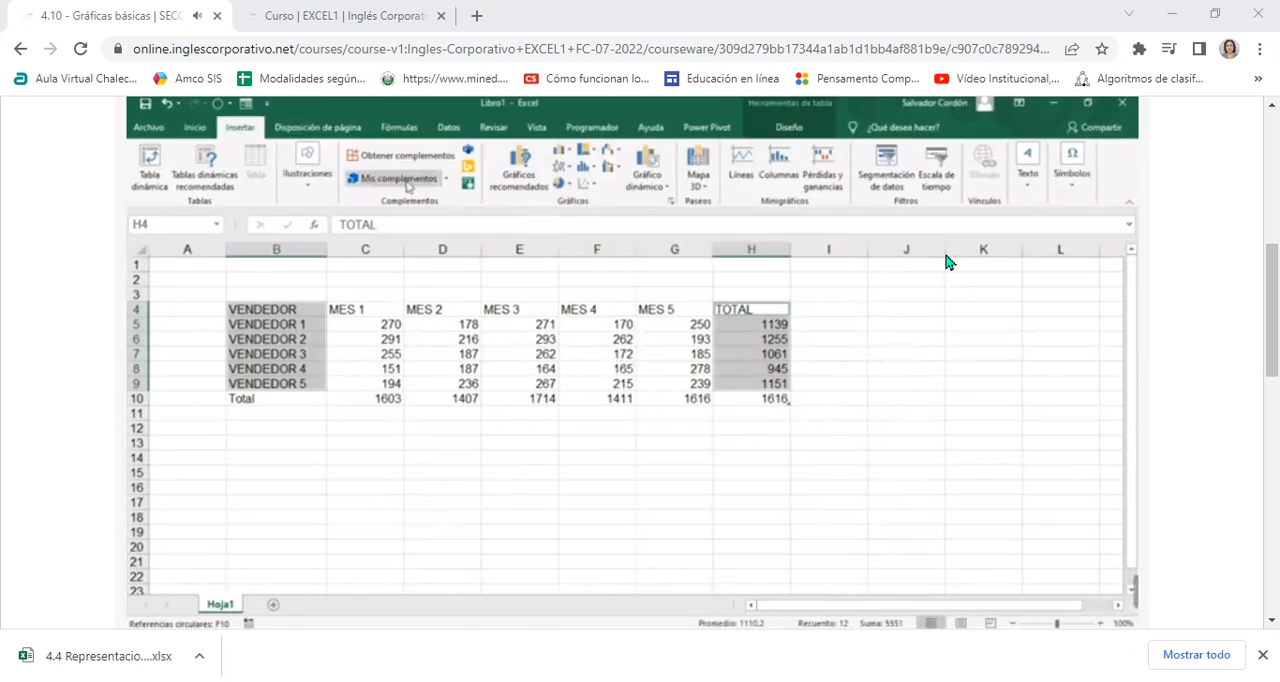 4.10 - Gráficas básicas | SECC
Curso | EXCEL1 | Inglés Corporati
online.inglescorporativo.net/courses/course-v1:Ingles-Corporativo+EXCEL1+FC-07-2022/courseware/309d279bb17344a1ab1d1bb4af881b9e/c907c0c789294...
Aula Virtual Chalec... Amco SIS Modalidades según... https://www.mined... Cómo funcionan lo... Educación en línea Pensamento Comp... Vídeo Institucional,... Algoritmos de clasif... »
Libro1 - Excel Herramientas de tabla Salvador Cordón
Archivo Inicio Insertar Disposición de página Fórmulas Datos Revisar Vista Programador Ayuda Power Pivot Diseño ¿Qué desea hacer? Compartir
Tabla dinámica
Tablas dinámicas recomendadas
Tabla
Tablas
Ilustraciones
Obtener complementos
Mis complementos
Complementos
Gráficos recomendados
Gráfico dinámico
Gráficos
Mapa 3D
Paseos
Líneas Columnas Pérdidas y ganancias
Minigráficos
Segmentación de datos
Escala de tiempo
Filtros
Vínculo
Vínculos
Texto
Símbolos
H4 fx TOTAL
A B C D E F G H I J K L
1
2
3
4 VENDEDOR MES 1 MES 2 MES 3 MES 4 MES 5 TOTAL
5 VENDEDOR 1 270 178 271 170 250 1139
6 VENDEDOR 2 291 216 293 262 193 1255
7 VENDEDOR 3 255 187 262 172 185 1061
8 VENDEDOR 4 151 187 164 165 278 945
9 VENDEDOR 5 194 236 267 215 239 1151
10 Total 1603 1407 1714 1411 1616 1616
11
12
13
14
15
16
17
18
19
20
21
22
23
Hoja1
Referencias circulares: F10 Promedio: 1110.2 Recuento: 12 Suma: 5551 100%
4.4 Representacio....xlsx Mostrar todo